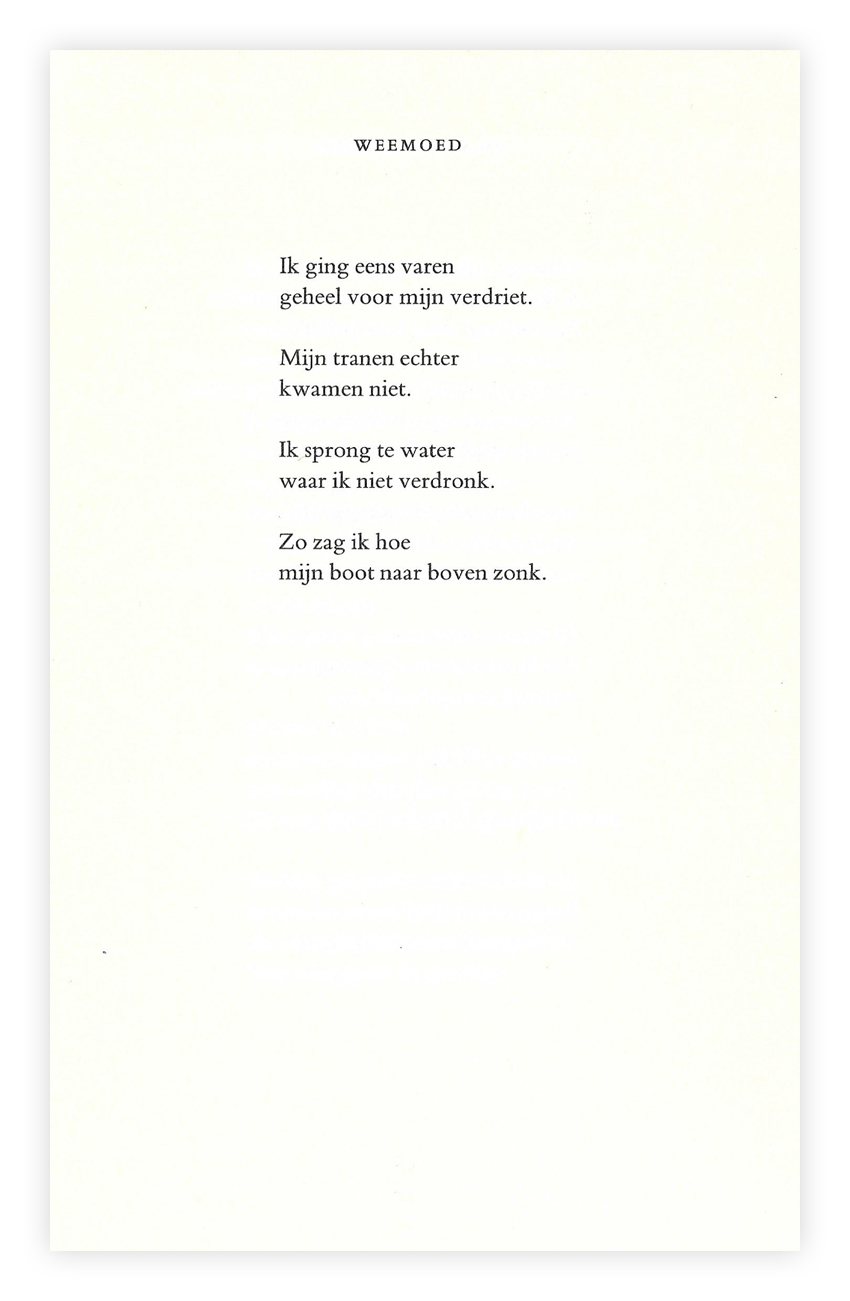 WEEMOED
Ik ging eens varen
geheel voor mijn verdriet.
Mijn tranen echter
kwamen niet.
Ik sprong te water
waar ik niet verdronk.
Zo zag ik hoe
mijn boot naar boven zonk.